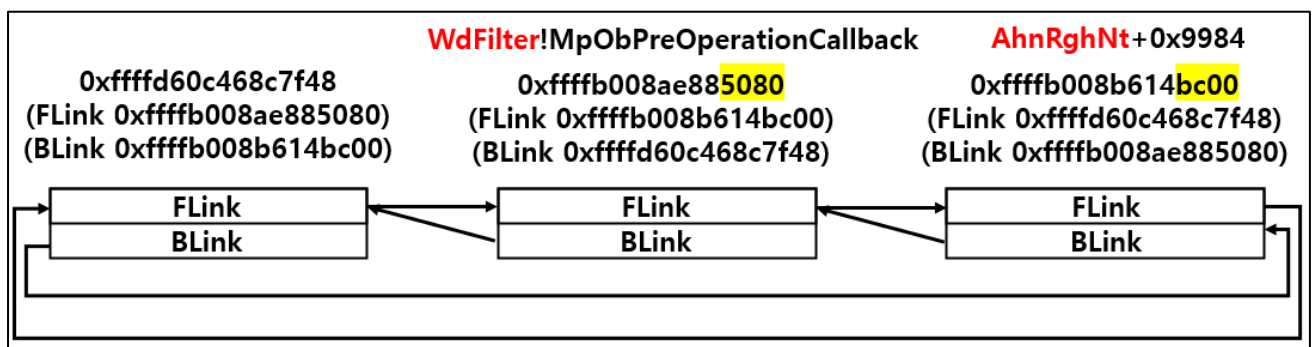 WdFilter!MpObPreOperationCallback
AhnRghNt+0x9984
0xffffd60c468c7f48
(FLink 0xffffb008ae885080)
(BLink 0xffffb008b614bc00)
0xffffb008ae885080
(FLink 0xffffb008b614bc00)
(BLink 0xffffd60c468c7f48)
0xffffb008b614bc00
(FLink 0xffffd60c468c7f48)
(BLink 0xffffb008ae885080)
FLink
BLink
FLink
BLink
FLink
BLink